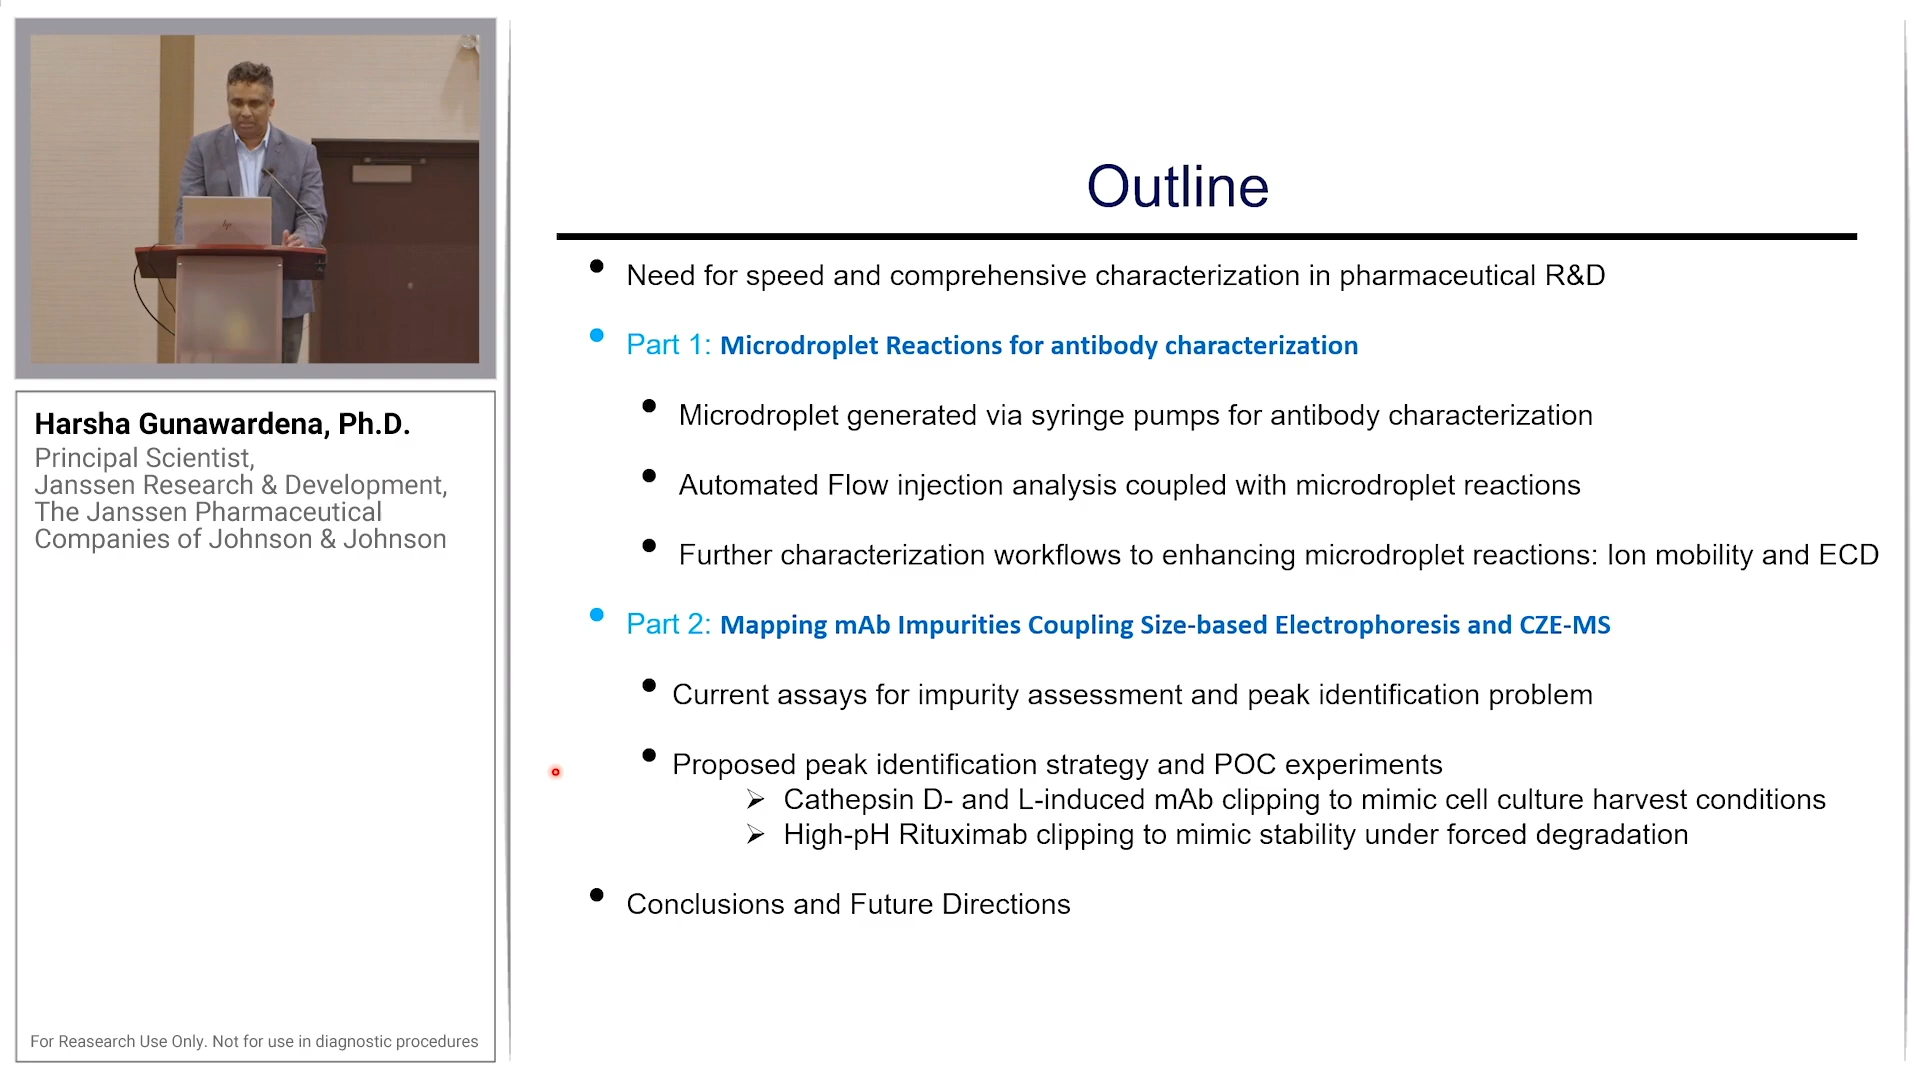 Harsha Gunawardena, Ph.D.
Principal Scientist,
Janssen Research & Development,
The Janssen Pharmaceutical
Companies of Johnson & Johnson
For Reasearch Use Only. Not for use in diagnostic procedures
Outline
Need for speed and comprehensive characterization in pharmaceutical R&D
Part 1: Microdroplet Reactions for antibody characterization
Microdroplet generated via syringe pumps for antibody characterization
Automated Flow injection analysis coupled with microdroplet reactions
Further characterization workflows to enhancing microdroplet reactions: Ion mobility and ECD
Part 2: Mapping mAb Impurities Coupling Size-based Electrophoresis and CZE-MS
Current assays for impurity assessment and peak identification problem
Proposed peak identification strategy and POC experiments
Cathepsin D- and L-induced mAb clipping to mimic cell culture harvest conditions
High-pH Rituximab clipping to mimic stability under forced degradation
Conclusions and Future Directions
hp